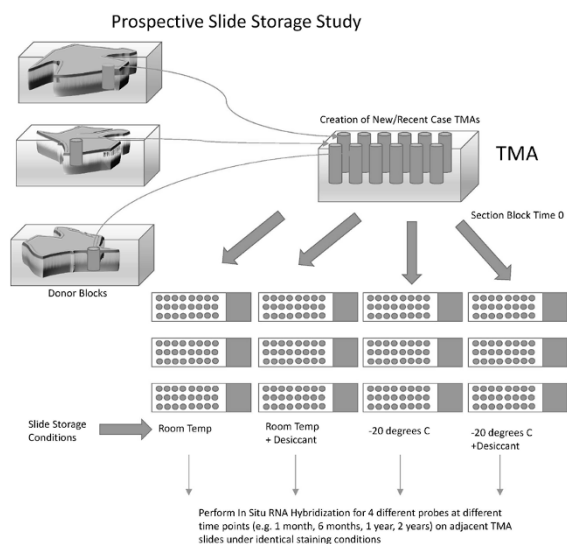 Prospective Slide Storage Study
Creation of New/Recent Case TMAs
TMA
Section Block Time 0
Donor Blocks
Slide Storage
Conditions
Room Temp
Room Temp
+ Desiccant
-20 degrees C
-20 degrees C
+Desiccant
Perform In Situ RNA Hybridization for 4 different probes at different
time points (e.g. 1 month, 6 months, 1 year, 2 years) on adjacent TMA
slides under identical staining conditions